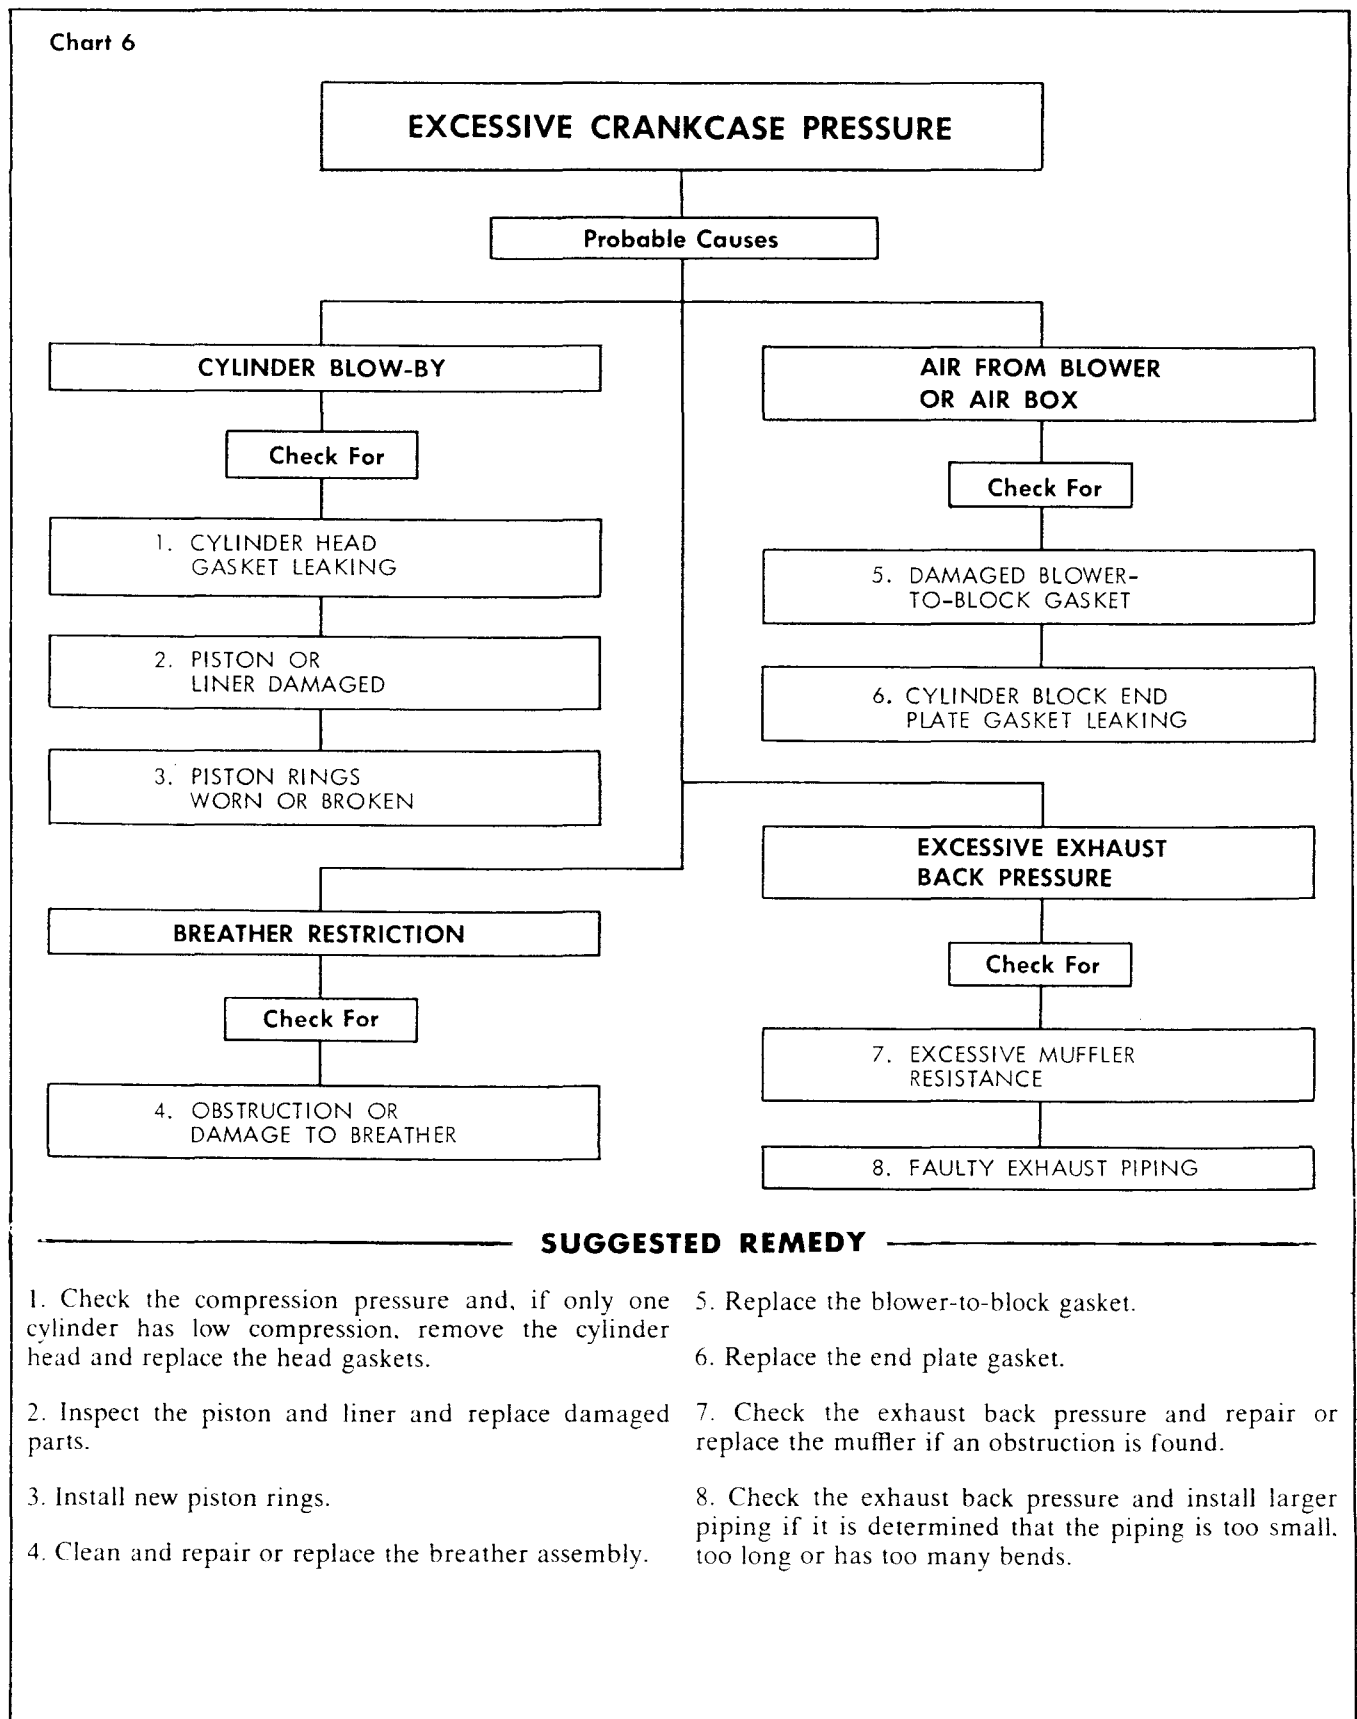 Chart 6
EXCESSIVE CRANKCASE PRESSURE
Probable Causes
CYLINDER BLOW-BY
Check For
1. CYLINDER HEAD
GASKET LEAKING
2. PISTON OR
LINER DAMAGED
3. PISTON RINGS
WORN OR BROKEN
BREATHER RESTRICTION
Check For
4. OBSTRUCTION OR
DAMAGE TO BREATHER
AIR FROM BLOWER
OR AIR BOX
Check For
5. DAMAGED BLOWER-
TO-BLOCK GASKET
6. CYLINDER BLOCK END
PLATE GASKET LEAKING
EXCESSIVE EXHAUST
BACK PRESSURE
Check For
7. EXCESSIVE MUFFLER
RESISTANCE
8. FAULTY EXHAUST PIPING
SUGGESTED REMEDY
1. Check the compression pressure and, if only one
cylinder has low compression, remove the cylinder
head and replace the head gaskets.
2. Inspect the piston and liner and replace damaged
parts.
3. Install new piston rings.
4. Clean and repair or replace the breather assembly.
5. Replace the blower-to-block gasket.
6. Replace the end plate gasket.
7. Check the exhaust back pressure and repair or
replace the muffler if an obstruction is found.
8. Check the exhaust back pressure and install larger
piping if it is determined that the piping is too small,
too long or has too many bends.